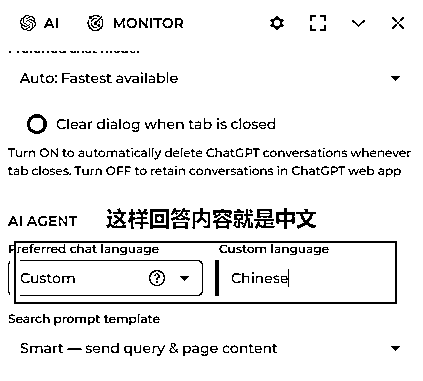 AI MONITOR
Preferred chat model
Auto: Fastest available
Clear dialog when tab is closed
Turn ON to automatically delete ChatGPT conversations whenever
tab closes. Turn OFF to retain conversations in ChatGPT web app
AI AGENT 这样回答内容就是中文
Preferred chat language Custom language
Custom ? Chinese
Search prompt template
Smart — send query & page content